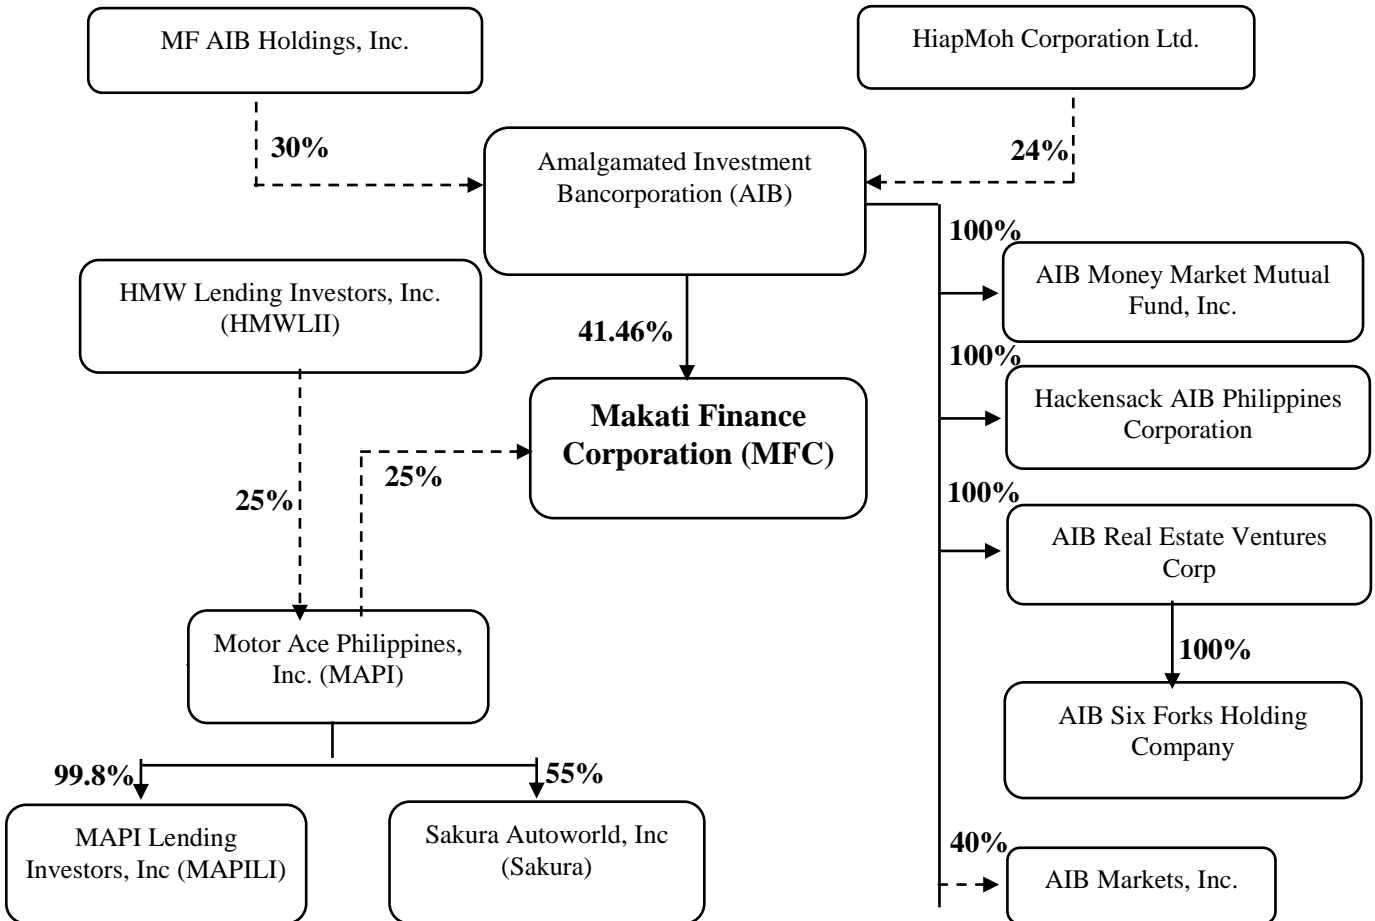 MF AIB Holdings, Inc.
HiapMoh Corporation Ltd.
30%
24%
Amalgamated Investment
Bancorporation (AIB)
100%
AIB Money Market Mutual
Fund, Inc.
HMW Lending Investors, Inc.
(HMWLII)
41.46%
100%
Hackensack AIB Philippines
Corporation
Makati Finance
Corporation (MFC)
25%
25%
100%
AIB Real Estate Ventures
Corp
100%
Motor Ace Philippines,
Inc. (MAPI)
AIB Six Forks Holding
Company
99.8%
55%
MAPI Lending
Investors, Inc (MAPILI)
Sakura Autoworld, Inc
(Sakura)
40%
AIB Markets, Inc.